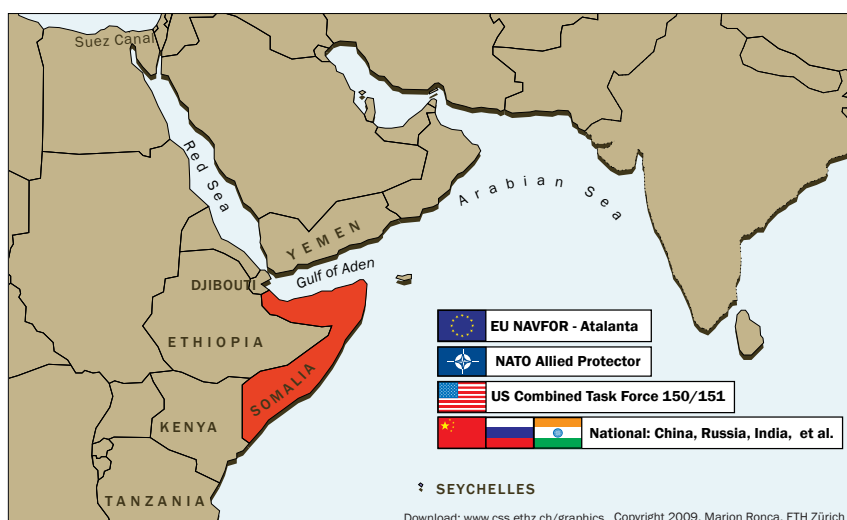 Suez Canal
Red Sea
Arabian Sea
YEMEN
Gulf of Aden
DJIBOUTI
ETHIOPIA
SOMALIA
KENYA
TANZANIA
EU NAVFOR - Atalanta
NATO Allied Protector
US Combined Task Force 150/151
National: China, Russia, India, et al.
SEYCHELLES
Download: www.css.ethz.ch/graphics Copyright 2009, Marion Ronca, ETH Zürich